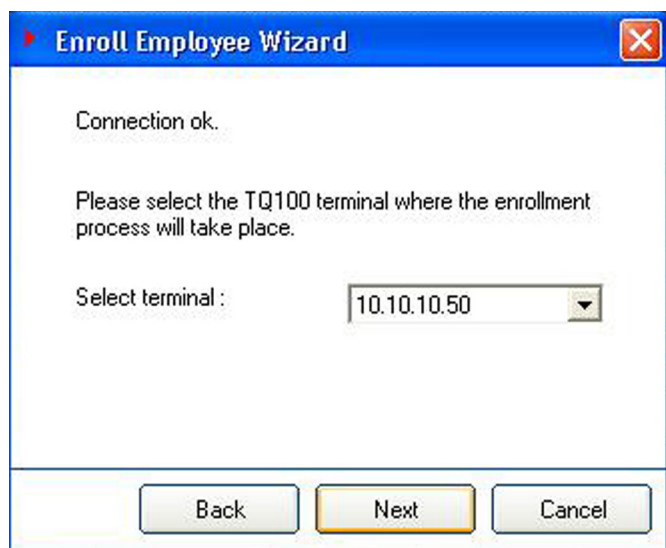 Enroll Employee Wizard
Connection ok.
Please select the TQ100 terminal where the enrollment
process will take place.
Select terminal : 10.10.10.50
Back Next Cancel